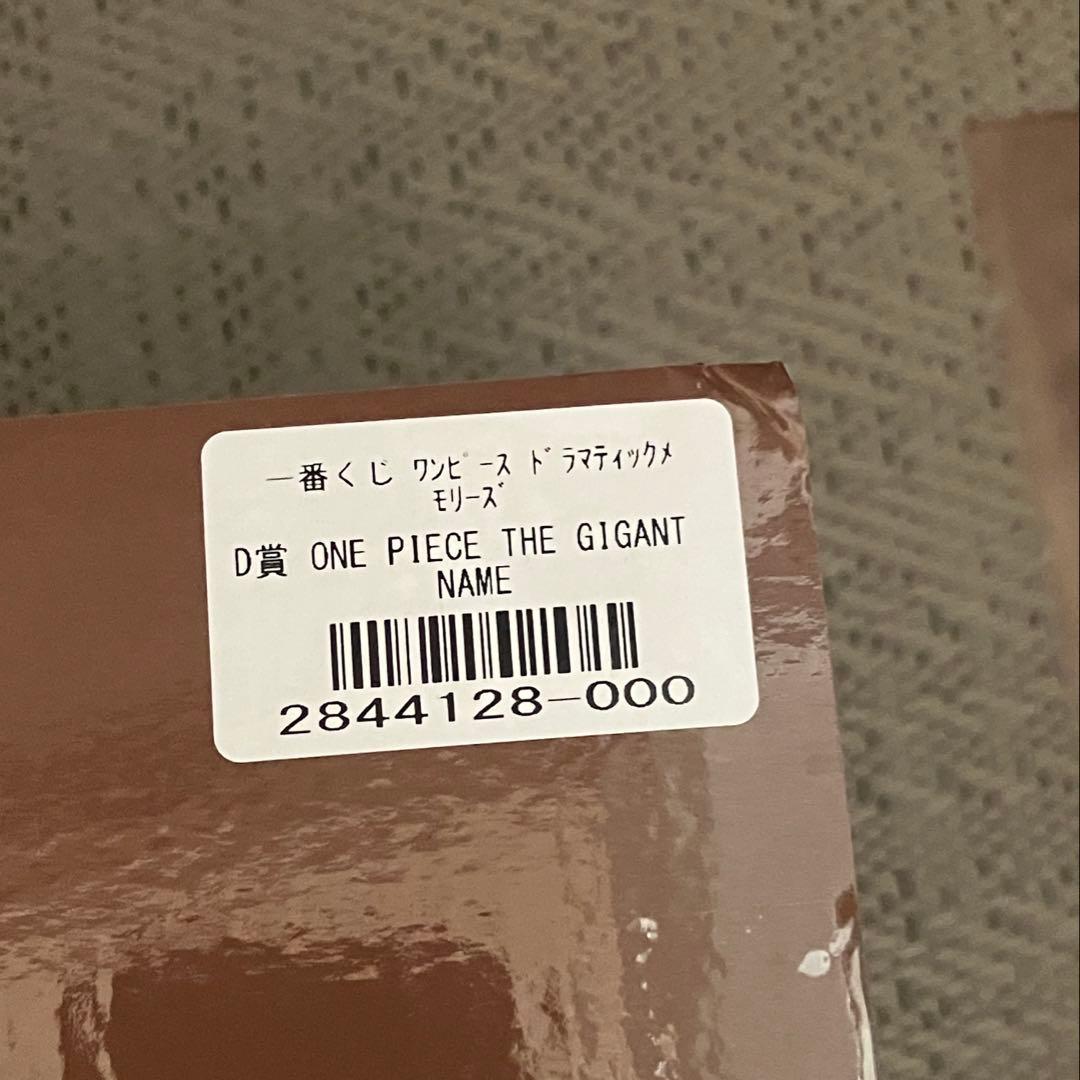 一番くじ ﾜﾝﾋﾟｰｽ ﾄﾞﾗﾏﾃｨｯｸﾒ
ﾓﾘｰｽﾞ
D賞 ONE PIECE THE GIGANT
NAME
2844128-000